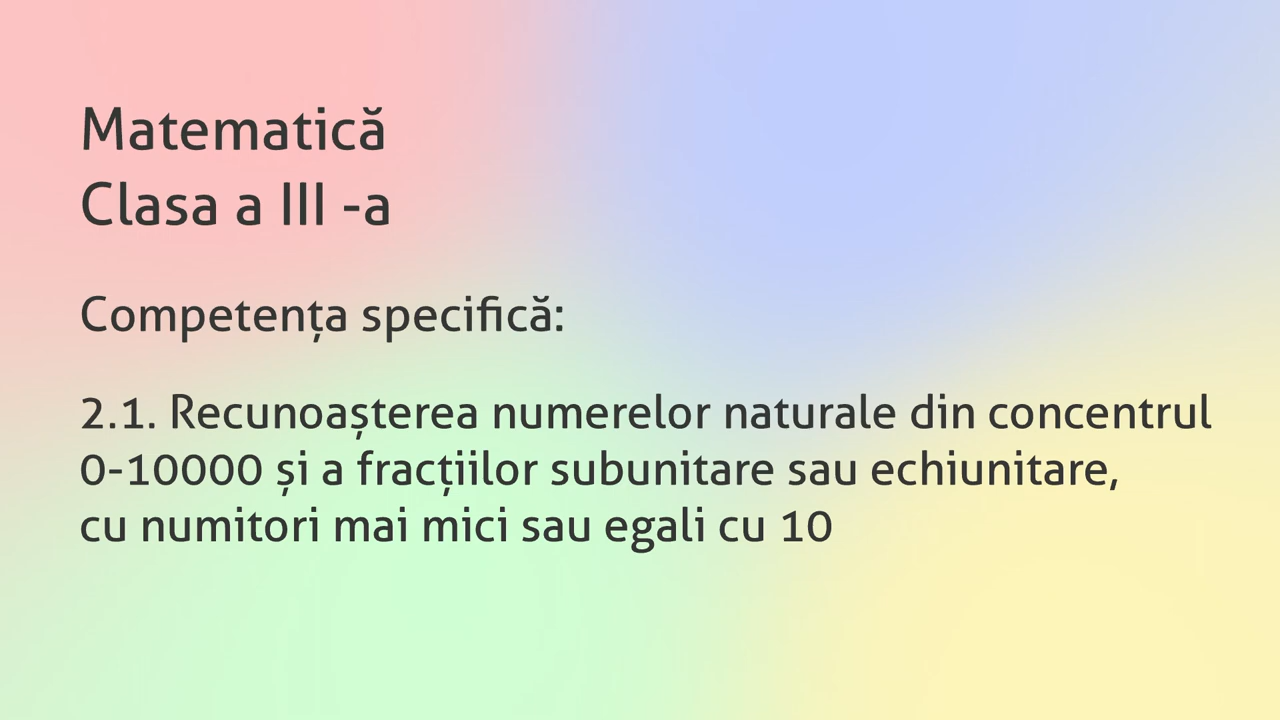 Matematică
Clasa a III -a
Competența specifică:
2.1. Recunoașterea numerelor naturale din concentrul
0-10000 și a fracțiilor subunitare sau echiunitare,
cu numitori mai mici sau egali cu 10